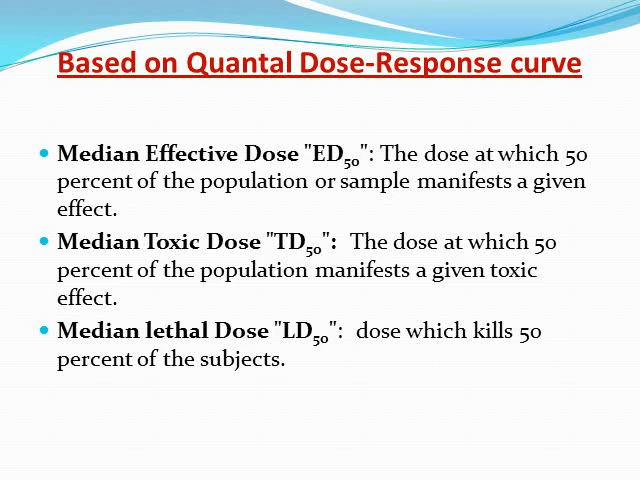 Based on Quantal Dose-Response curve
• Median Effective Dose "ED₅₀": The dose at which 50
percent of the population or sample manifests a given
effect.
• Median Toxic Dose "TD₅₀": The dose at which 50
percent of the population manifests a given toxic
effect.
• Median lethal Dose "LD₅₀": dose which kills 50
percent of the subjects.